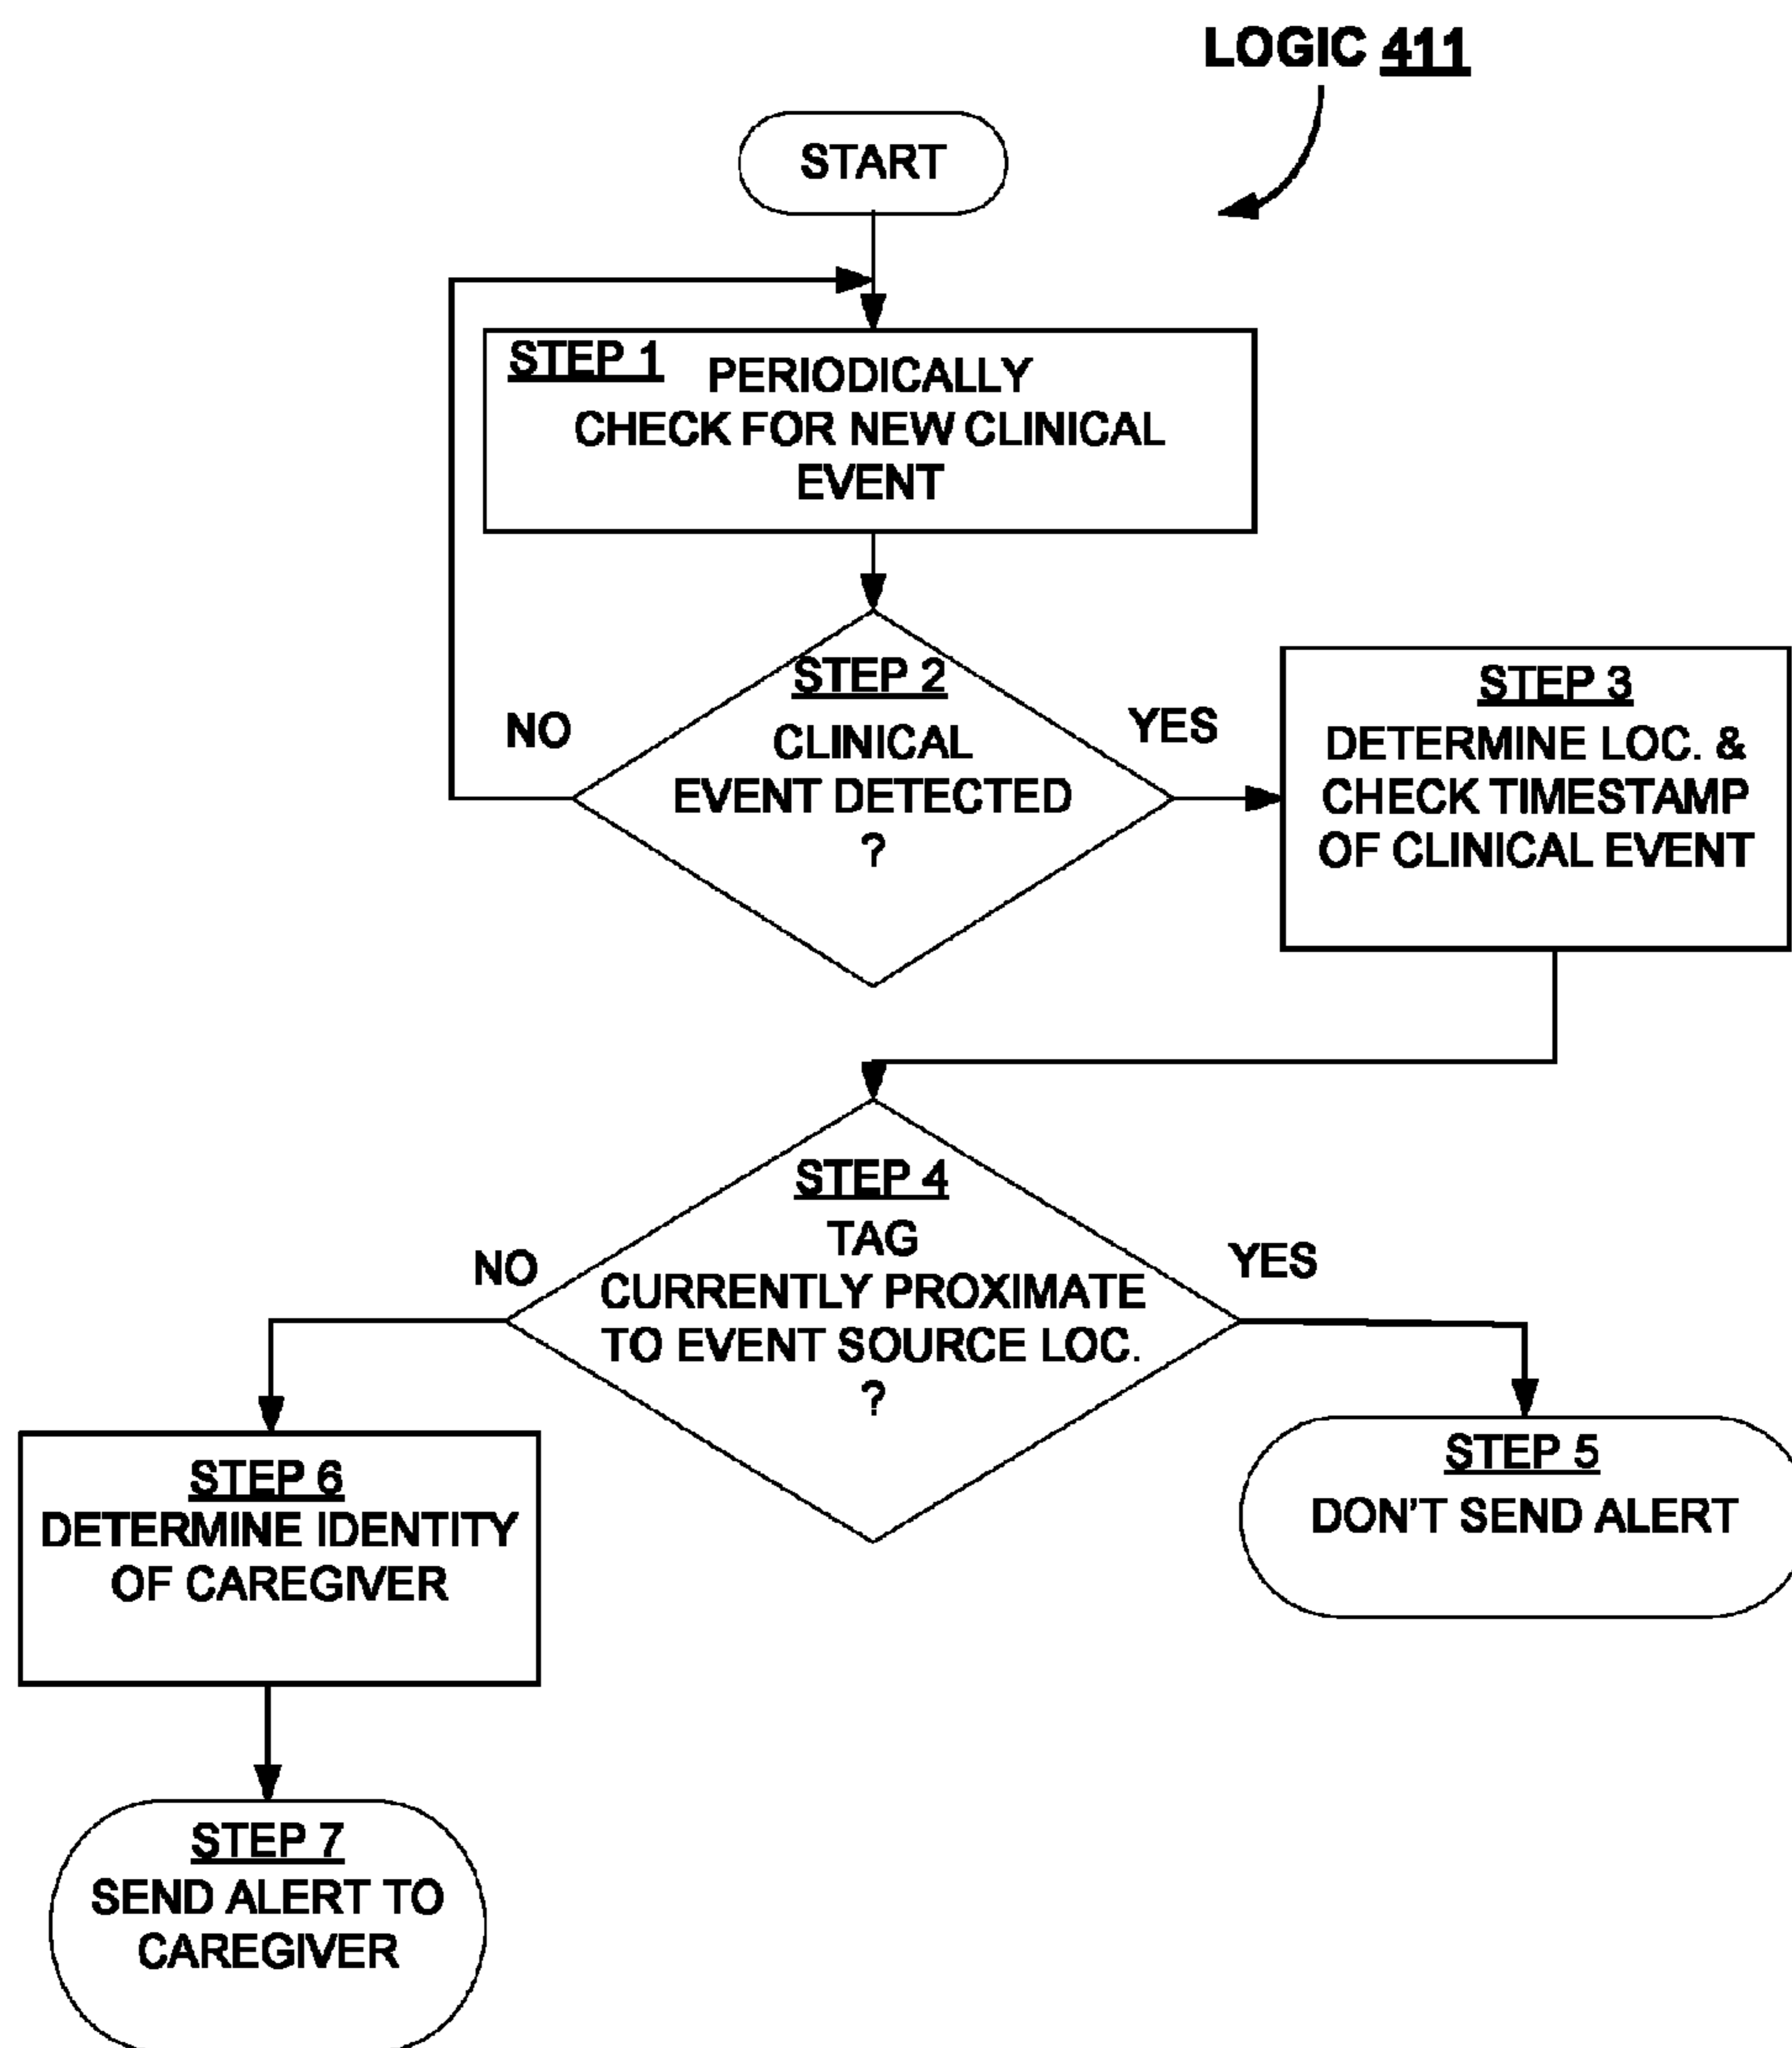 LOGIC 411
START
STEP 1 PERIODICALLY
CHECK FOR NEW CLINICAL
EVENT
STEP 2
CLINICAL
EVENT DETECTED
?
NO
YES
STEP 3
DETERMINE LOC. &
CHECK TIMESTAMP
OF CLINICAL EVENT
STEP 4
TAG
CURRENTLY PROXIMATE
TO EVENT SOURCE LOC.
?
NO
YES
STEP 5
DON'T SEND ALERT
STEP 6
DETERMINE IDENTITY
OF CAREGIVER
STEP 7
SEND ALERT TO
CAREGIVER